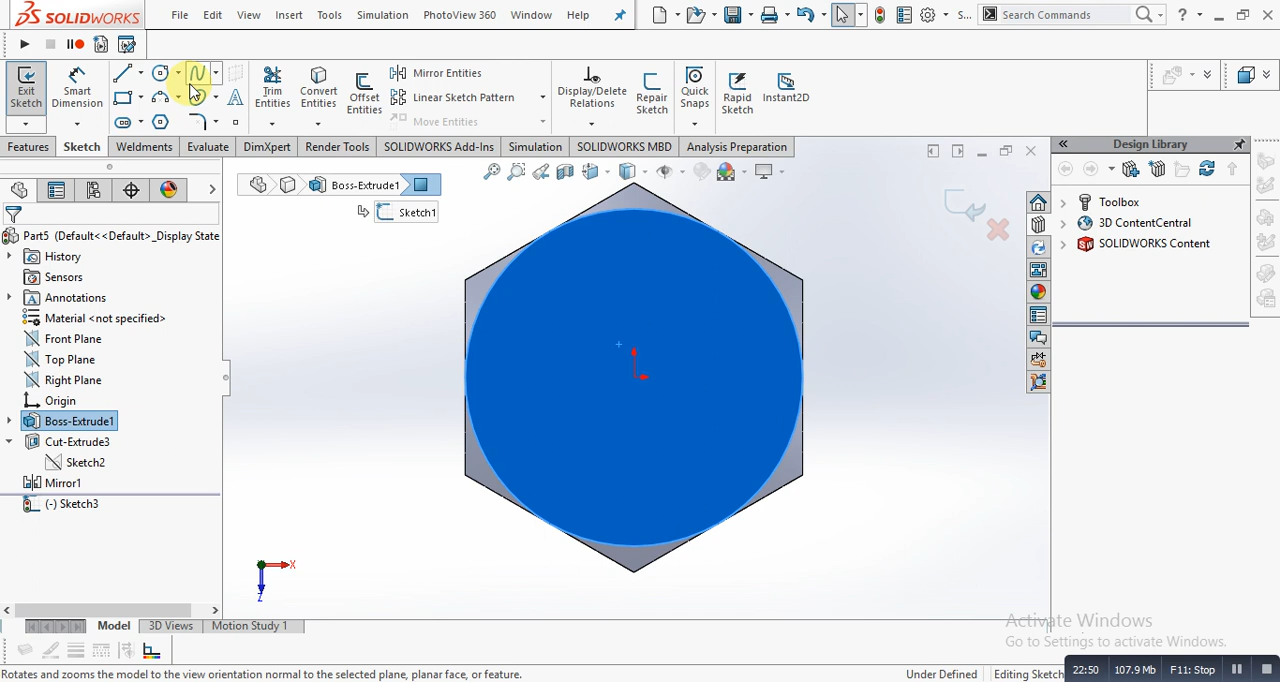 SOLIDWORKS File Edit View Insert Tools Simulation PhotoView 360 Window Help S... Search Commands ?
Exit Sketch
Smart Dimension
Trim Entities
Convert Entities
Offset Entities
Mirror Entities
Linear Sketch Pattern
Move Entities
Display/Delete Relations
Repair Sketch
Quick Snaps
Rapid Sketch
Instant2D
Features Sketch Weldments Evaluate DimXpert Render Tools SOLIDWORKS Add-Ins Simulation SOLIDWORKS MBD Analysis Preparation
Design Library
Boss-Extrude1
Sketch1
Toolbox
3D ContentCentral
SOLIDWORKS Content
Part5 (Default<<Default>_Display State
History
Sensors
Annotations
Material <not specified>
Front Plane
Top Plane
Right Plane
Origin
Boss-Extrude1
Cut-Extrude3
Sketch2
Mirror1
(-) Sketch3
X
Z
Model 3D Views Motion Study 1
Activate Windows
Go to Settings to activate Windows.
Rotates and zooms the model to the view orientation normal to the selected plane, planar face, or feature. Under Defined Editing Sketch
22:50 107.9 Mb F11: Stop